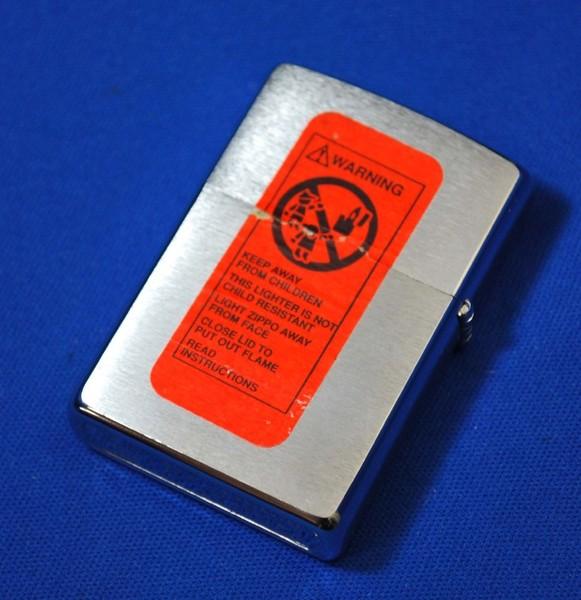 WARNING
KEEP AWAY
FROM CHILDREN
THIS LIGHTER IS NOT
CHILD RESISTANT
LIGHT ZIPPO AWAY
FROM FACE
CLOSE LID TO
PUT OUT FLAME
READ
INSTRUCTIONS